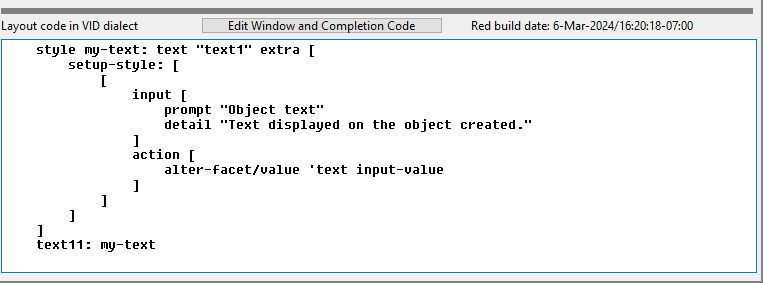 Layout code in VID dialect Edit Window and Completion Code Red build date: 6-Mar-2024/16:20:18-07:00
style my-text: text "text1" extra [
setup-style: [
[
input [
prompt "Object text"
detail "Text displayed on the object created."
]
action [
alter-facet/value 'text input-value
]
]
]
]
text11: my-text